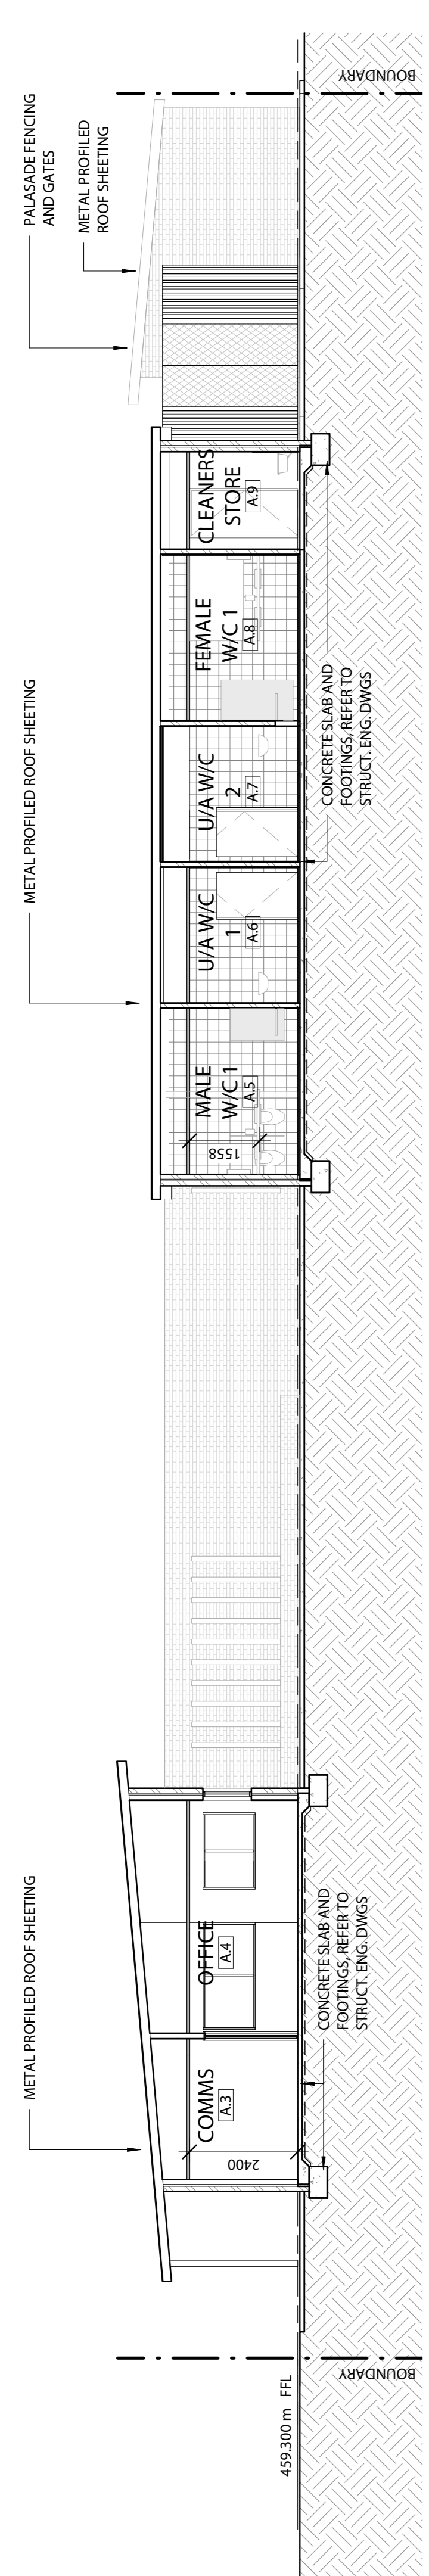 BOUNDARY
459.300 m FFL
METAL PROFILED ROOF SHEETING
COMMS
A.3
2400
OFFICE
A.4
CONCRETE SLAB AND
FOOTINGS, REFER TO
STRUCT. ENG. DWGS
METAL PROFILED ROOF SHEETING
MALE
W/C 1
A.5
1558
U/A W/C
1
A.6
U/A W/C
2
A.7
FEMALE
W/C 1
A.8
CLEANERS
STORE
A.9
CONCRETE SLAB AND
FOOTINGS, REFER TO
STRUCT. ENG. DWGS
PALASADE FENCING
AND GATES
METAL PROFILED
ROOF SHEETING
BOUNDARY